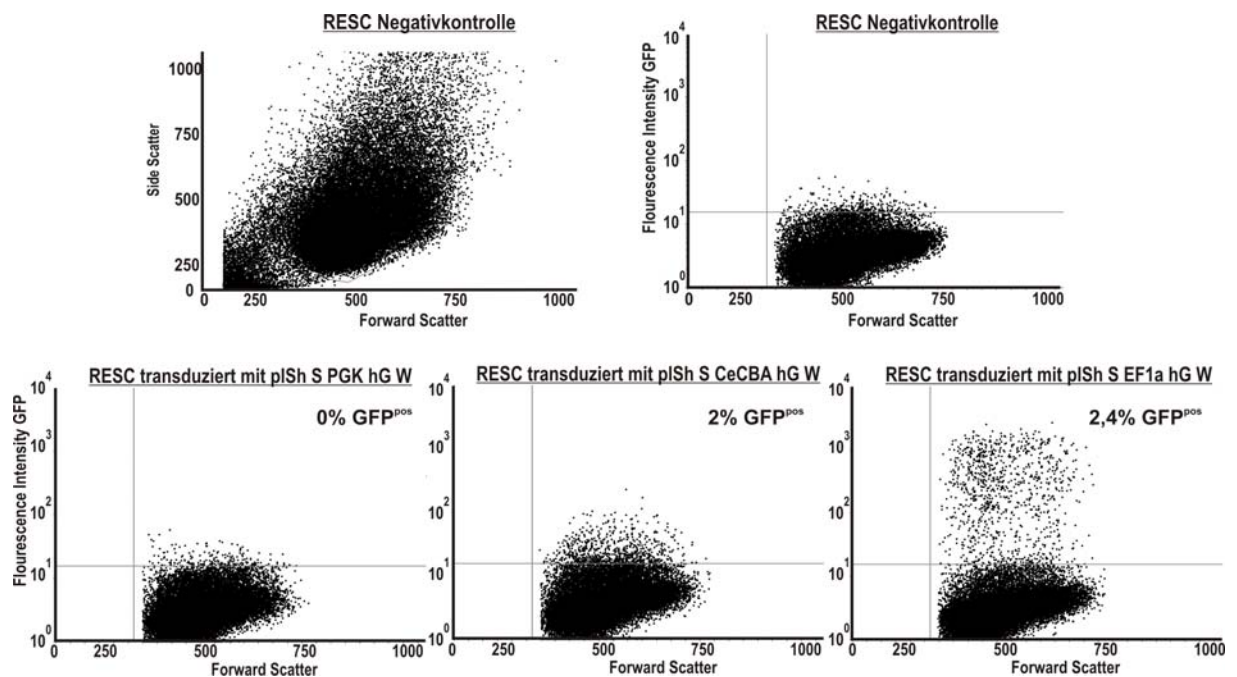 RESC Negativkontrolle
1000
750
500
250
0
Side Scatter
0 250 500 750 1000
Forward Scatter
RESC Negativkontrolle
10^4
10^3
10^2
10^1
10^0
Flourescence Intensity GFP
0 250 500 750 1000
Forward Scatter
RESC transduziert mit plSh S PGK hG W
0% GFP^pos
10^4
10^3
10^2
10^1
10^0
Flourescence Intensity GFP
0 250 500 750 1000
Forward Scatter
RESC transduziert mit plSh S CeCBA hG W
2% GFP^pos
10^4
10^3
10^2
10^1
10^0
0 250 500 750 1000
Forward Scatter
RESC transduziert mit plSh S EF1a hG W
2,4% GFP^pos
10^4
10^3
10^2
10^1
10^0
0 250 500 750 1000
Forward Scatter